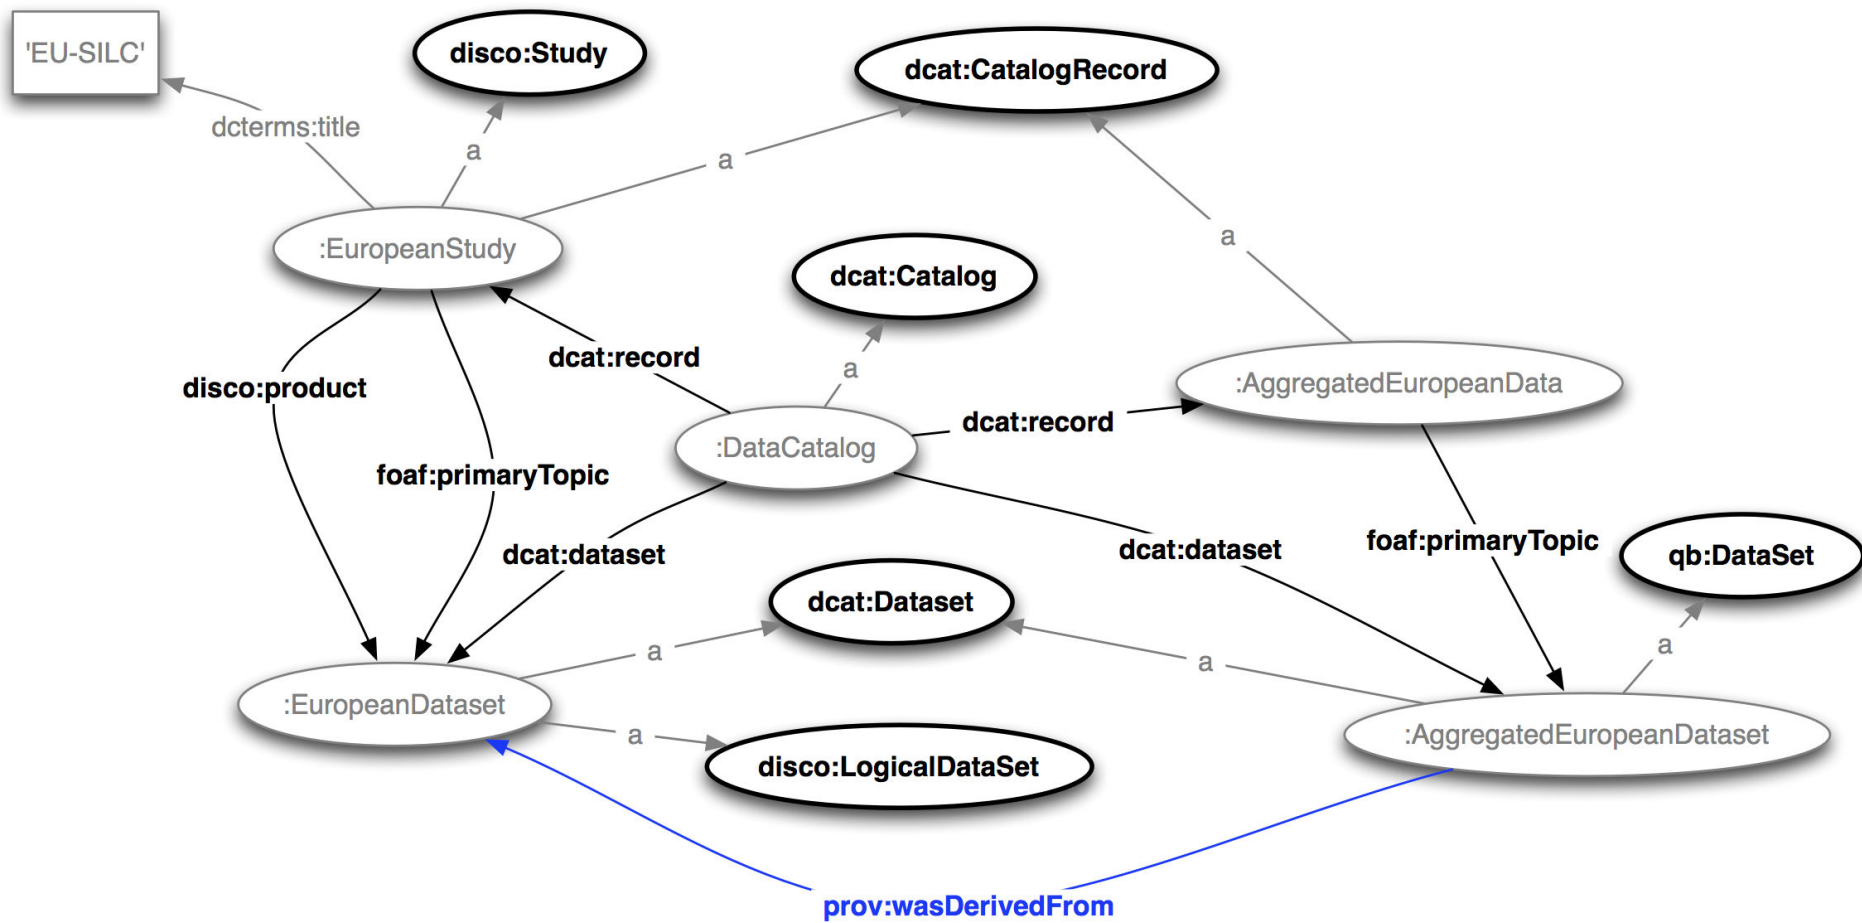 'EU-SILC'
disco:Study
dcat:CatalogRecord
dcterms:title
a
a
a
:EuropeanStudy
dcat:Catalog
dcat:record
a
disco:product
:AggregatedEuropeanData
dcat:record
:DataCatalog
foaf:primaryTopic
dcat:dataset
dcat:dataset
foaf:primaryTopic
qb:DataSet
dcat:Dataset
a
a
a
:EuropeanDataset
a
:AggregatedEuropeanDataset
disco:LogicalDataSet
prov:wasDerivedFrom